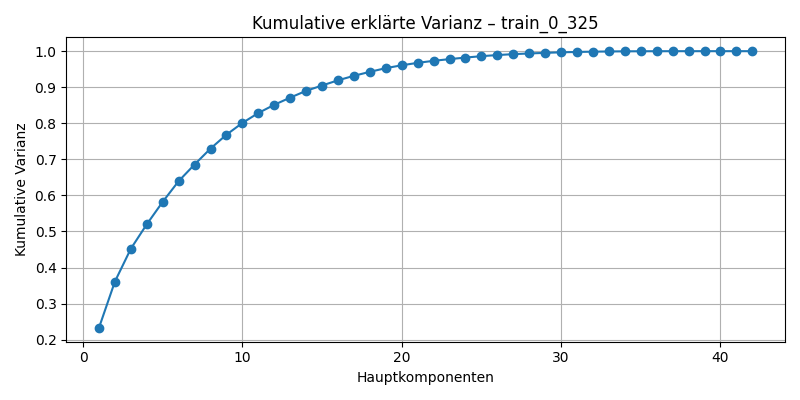 Kumulative erklärte Varianz – train_0_325
Kumulative Varianz
1.0
0.9
0.8
0.7
0.6
0.5
0.4
0.3
0.2
0 10 20 30 40
Hauptkomponenten